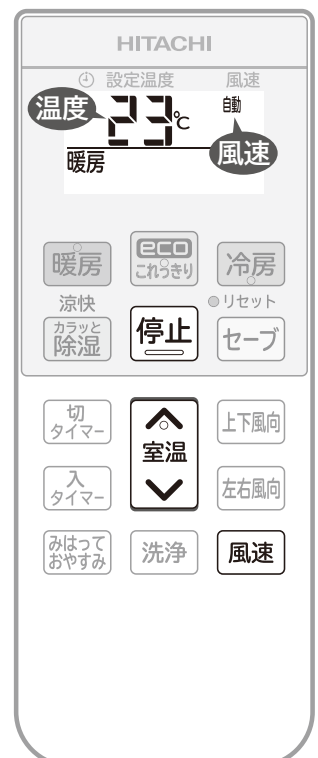 HITACHI
設定温度 風速
温度 23℃ 自動
暖房 風速
暖房 eco これっきり 冷房
涼快 リセット
カラッと除湿 停止 セーブ
切タイマー 室温 上下風向
入タイマー 左右風向
みはっておやすみ 洗浄 風速